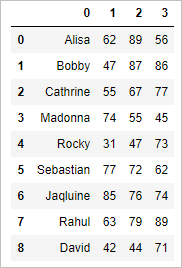 0 1 2 3
0 Alisa 62 89 56
1 Bobby 47 87 86
2 Cathrine 55 67 77
3 Madonna 74 55 45
4 Rocky 31 47 73
5 Sebastian 77 72 62
6 Jaqluine 85 76 74
7 Rahul 63 79 89
8 David 42 44 71